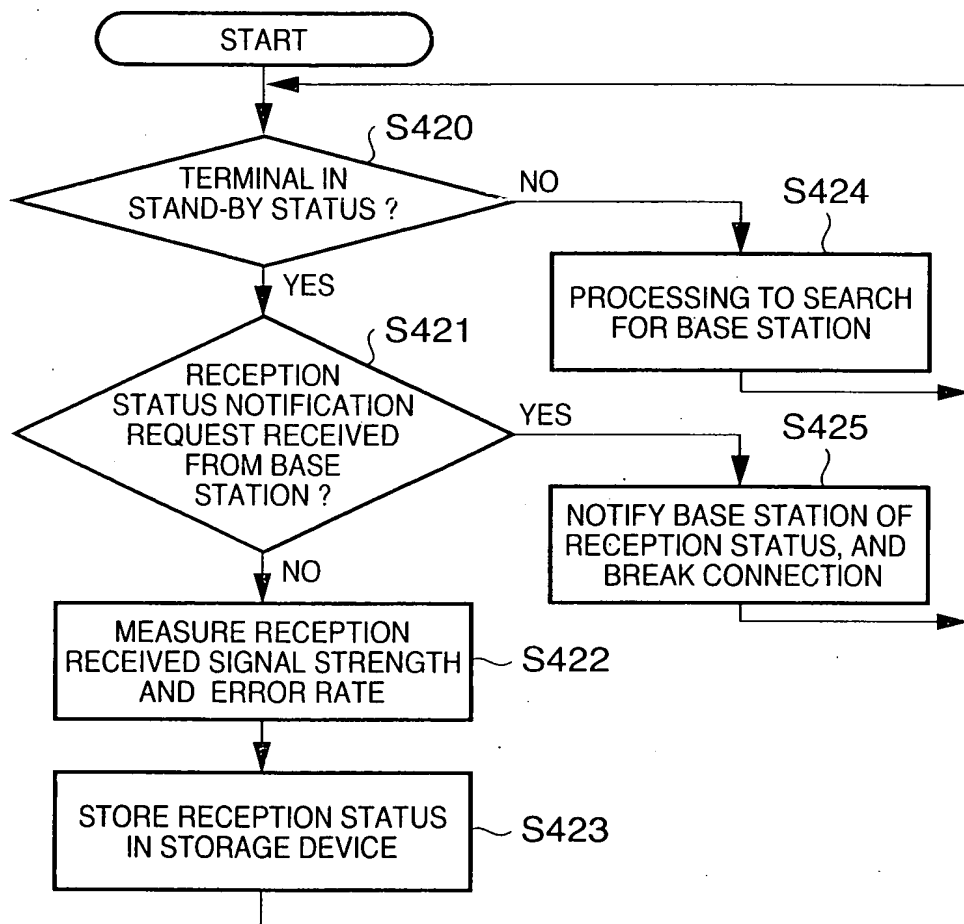 START
S420
TERMINAL IN
STAND-BY STATUS ?
NO
S424
PROCESSING TO SEARCH
FOR BASE STATION
YES
S421
RECEPTION
STATUS NOTIFICATION
REQUEST RECEIVED
FROM BASE
STATION ?
YES
S425
NOTIFY BASE STATION OF
RECEPTION STATUS, AND
BREAK CONNECTION
NO
MEASURE RECEPTION
RECEIVED SIGNAL STRENGTH
AND ERROR RATE
S422
STORE RECEPTION STATUS
IN STORAGE DEVICE
S423